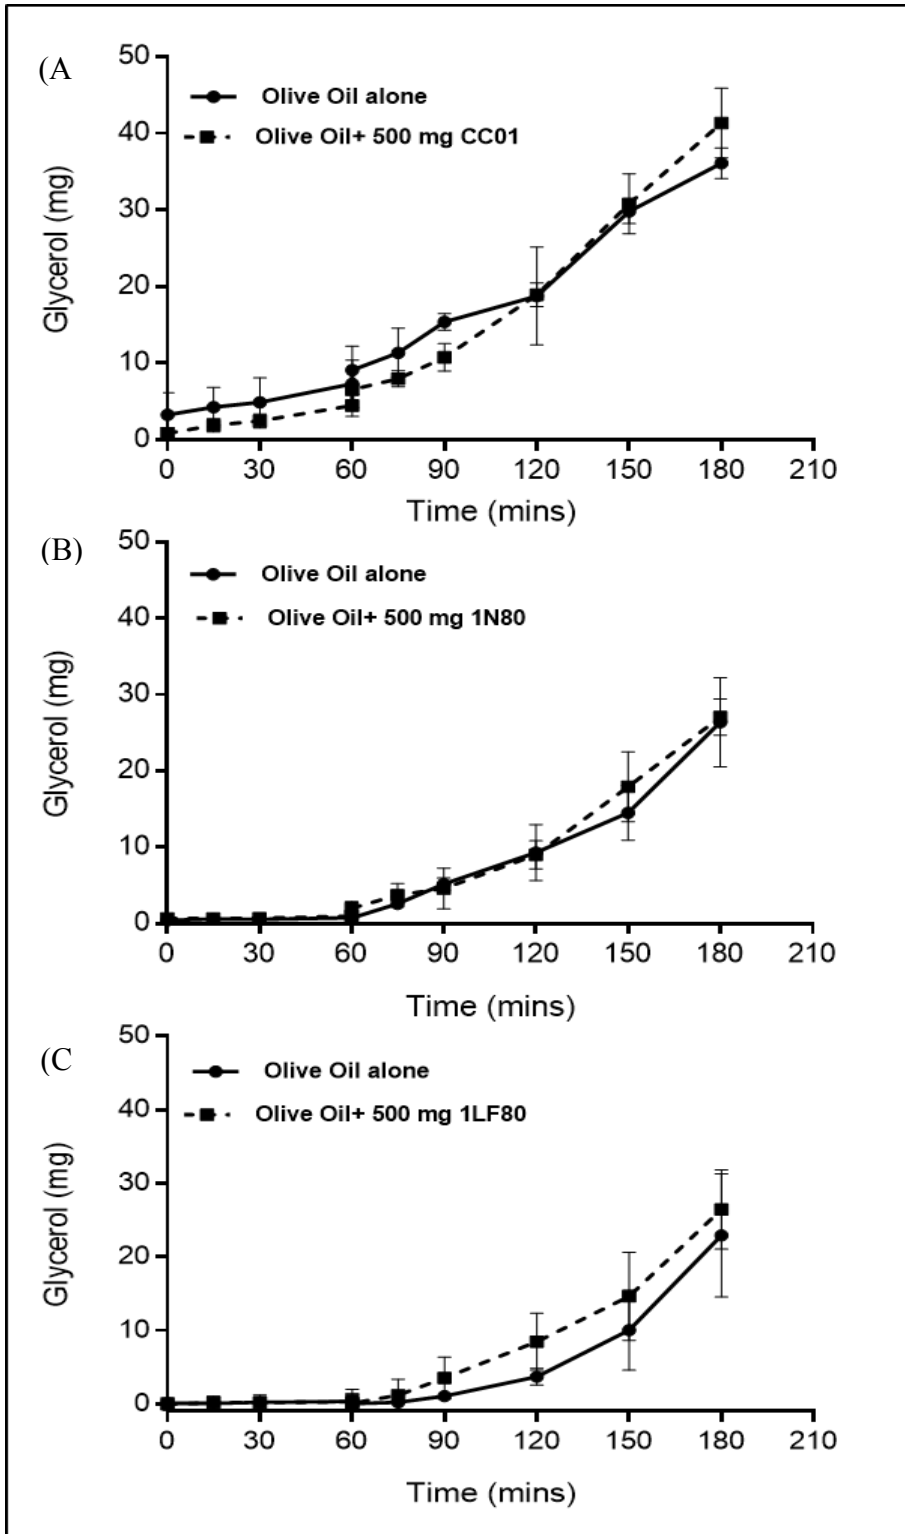 (A
50
40
30
20
10
0
Glycerol (mg)
Olive Oil alone
Olive Oil+ 500 mg CC01
0 30 60 90 120 150 180 210
Time (mins)
(B)
50
40
30
20
10
0
Glycerol (mg)
Olive Oil alone
Olive Oil+ 500 mg 1N80
0 30 60 90 120 150 180 210
Time (mins)
(C
50
40
30
20
10
0
Glycerol (mg)
Olive Oil alone
Olive Oil+ 500 mg 1LF80
0 30 60 90 120 150 180 210
Time (mins)